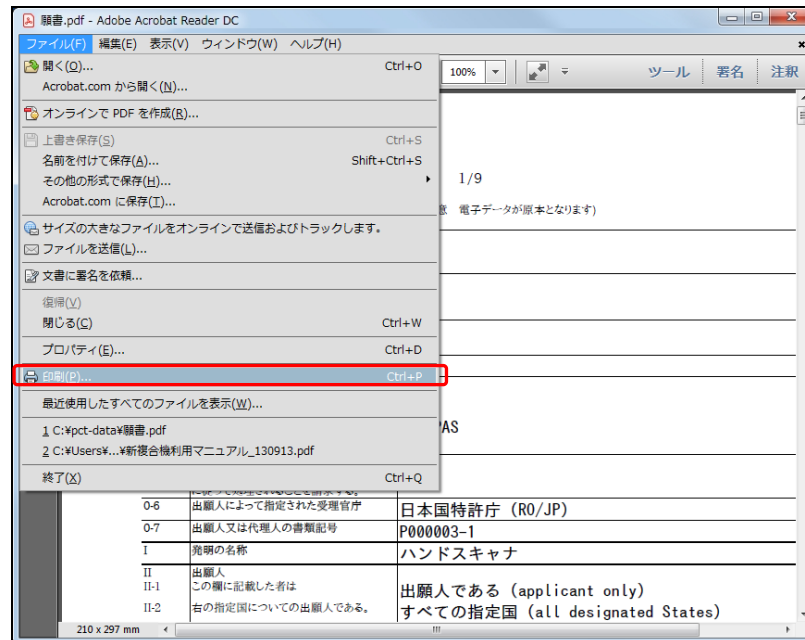 願書.pdf - Adobe Acrobat Reader DC
ファイル(F) 編集(E) 表示(V) ウィンドウ(W) ヘルプ(H)
開く(O)... Ctrl+O
Acrobat.com から開く(N)...
オンラインで PDF を作成(R)...
上書き保存(S) Ctrl+S
名前を付けて保存(A)... Shift+Ctrl+S
その他の形式で保存(H)...
Acrobat.com に保存(T)...
サイズの大きなファイルをオンラインで送信およびトラックします。
ファイルを送信(L)...
文書に署名を依頼...
復帰(V)
閉じる(C) Ctrl+W
プロパティ(E)... Ctrl+D
印刷(P)... Ctrl+P
最近使用したすべてのファイルを表示(W)...
1 C:¥pct-data¥願書.pdf
2 C:¥Users¥...¥新複合機利用マニュアル_130913.pdf
終了(X) Ctrl+Q
100% ツール 署名 注釈
1/9
意 電子データが原本となります)
PAS
0-6 出願人によって指定された受理官庁 日本国特許庁 (RO/JP)
0-7 出願人又は代理人の書類記号 P000003-1
I 発明の名称 ハンドスキャナ
II 出願人
II-1 この欄に記載した者は 出願人である (applicant only)
II-2 右の指定国についての出願人である。 すべての指定国 (all designated States)
210 x 297 mm